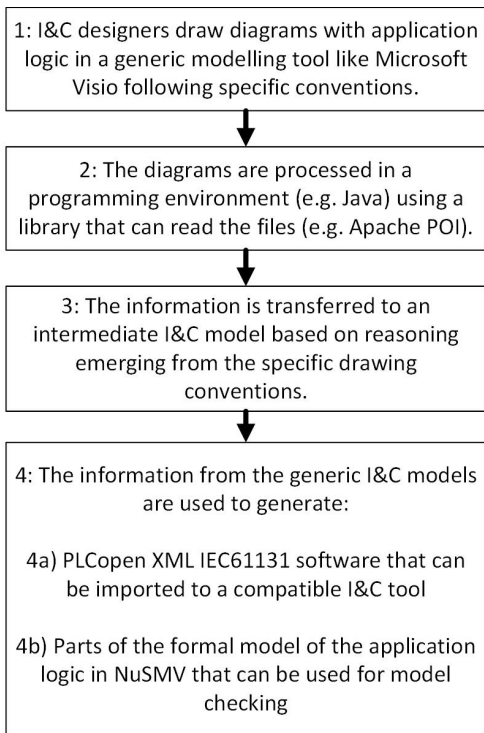 1: I&C designers draw diagrams with application
logic in a generic modelling tool like Microsoft
Visio following specific conventions.
2: The diagrams are processed in a
programming environment (e.g. Java) using a
library that can read the files (e.g. Apache POI).
3: The information is transferred to an
intermediate I&C model based on reasoning
emerging from the specific drawing
conventions.
4: The information from the generic I&C models
are used to generate:
4a) PLCopen XML IEC61131 software that can
be imported to a compatible I&C tool
4b) Parts of the formal model of the application
logic in NuSMV that can be used for model
checking